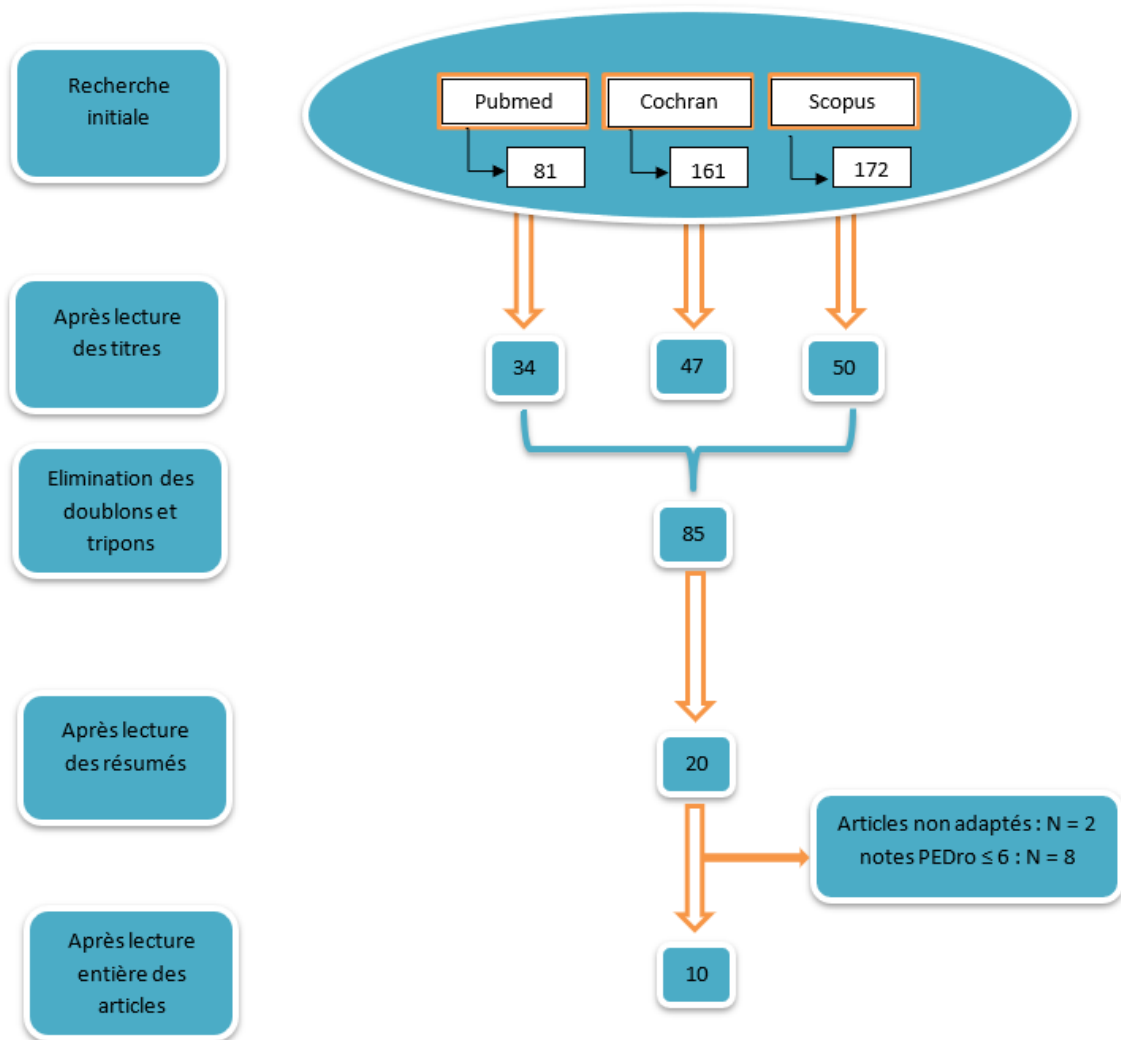 Recherche
initiale
Pubmed
Cochran
Scopus
81
161
172
Après lecture
des titres
34
47
50
Elimination des
doublons et
tripons
85
Après lecture
des résumés
20
Articles non adaptés : N = 2
notes PEDro ≤ 6 : N = 8
Après lecture
entière des
articles
10